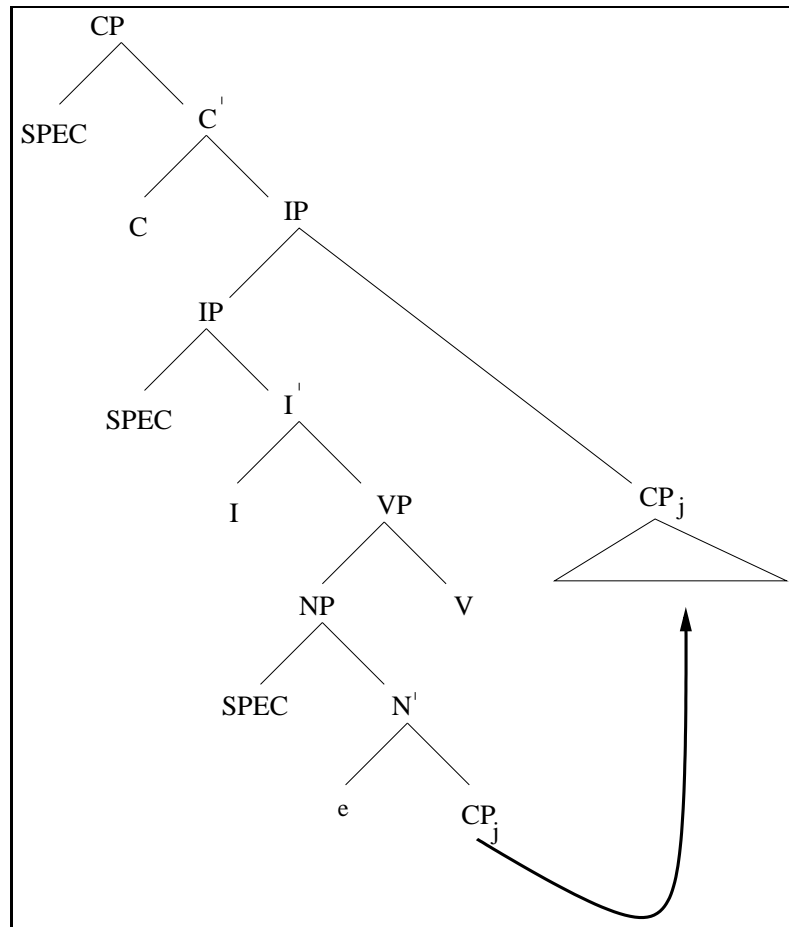 CP
SPEC C'
C IP
IP
SPEC I'
I VP CPj
NP V
SPEC N'
e CPj